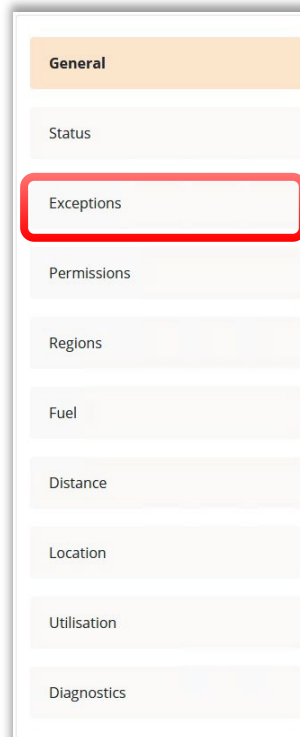 General
Status
Exceptions
Permissions
Regions
Fuel
Distance
Location
Utilisation
Diagnostics